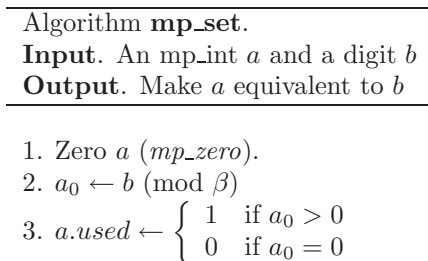 Algorithm mp_set.
Input. An mp_int a and a digit b
Output. Make a equivalent to b
1. Zero a (mp_zero).
2. a₀ ← b (mod β)
3. a.used ← { 1 if a₀ > 0
0 if a₀ = 0